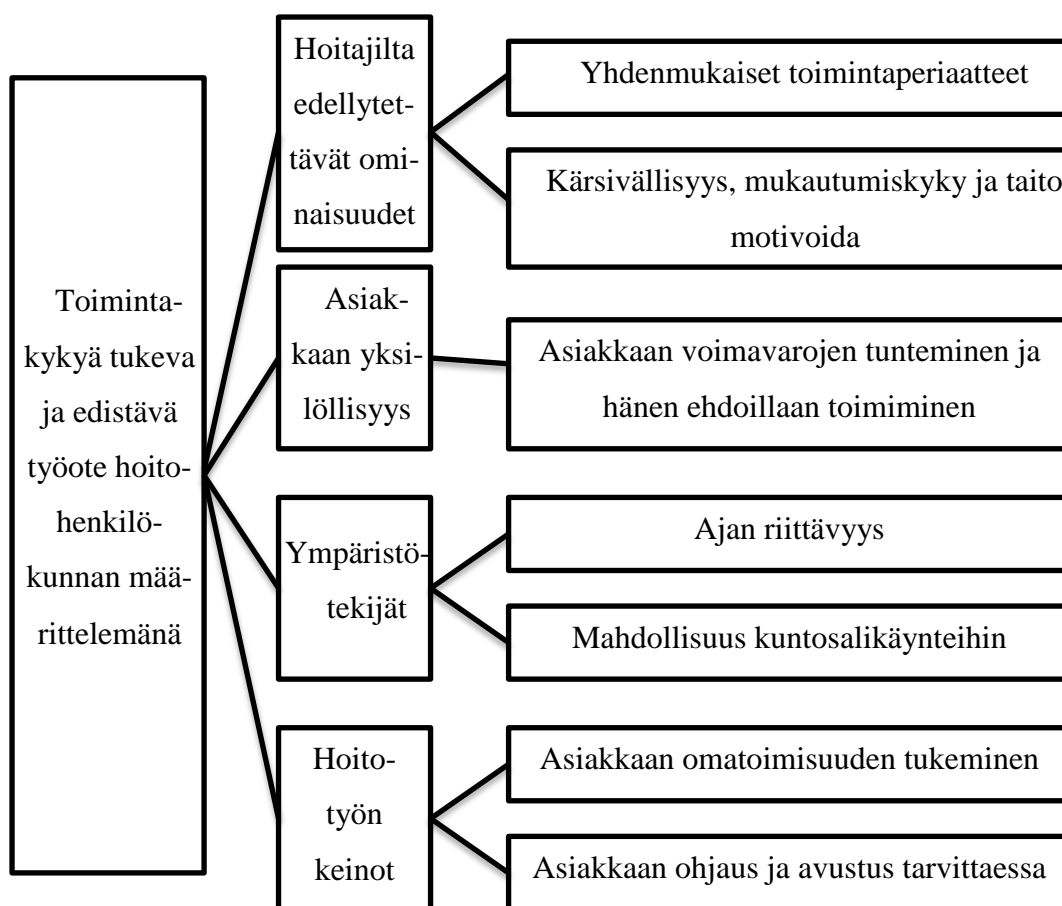 Toiminta-
kykyä tukeva
ja edistävä
työote hoito-
henkilö-
kunnan mää-
rittelemänä
Hoitajilta
edellytet-
tävät omi-
naisuudet
Yhdenmukaiset toimintaperiaatteet
Kärsivällisyys, mukautumiskyky ja taito
motivoida
Asiak-
kaan yksi-
löllisyys
Asiakkaan voimavarojen tunteminen ja
hänen ehdoillaan toimiminen
Ympäristö-
tekijät
Ajan riittävyys
Mahdollisuus kuntosalikäynteihin
Hoito-
työn
keinot
Asiakkaan omatoimisuuden tukeminen
Asiakkaan ohjaus ja avustus tarvittaessa